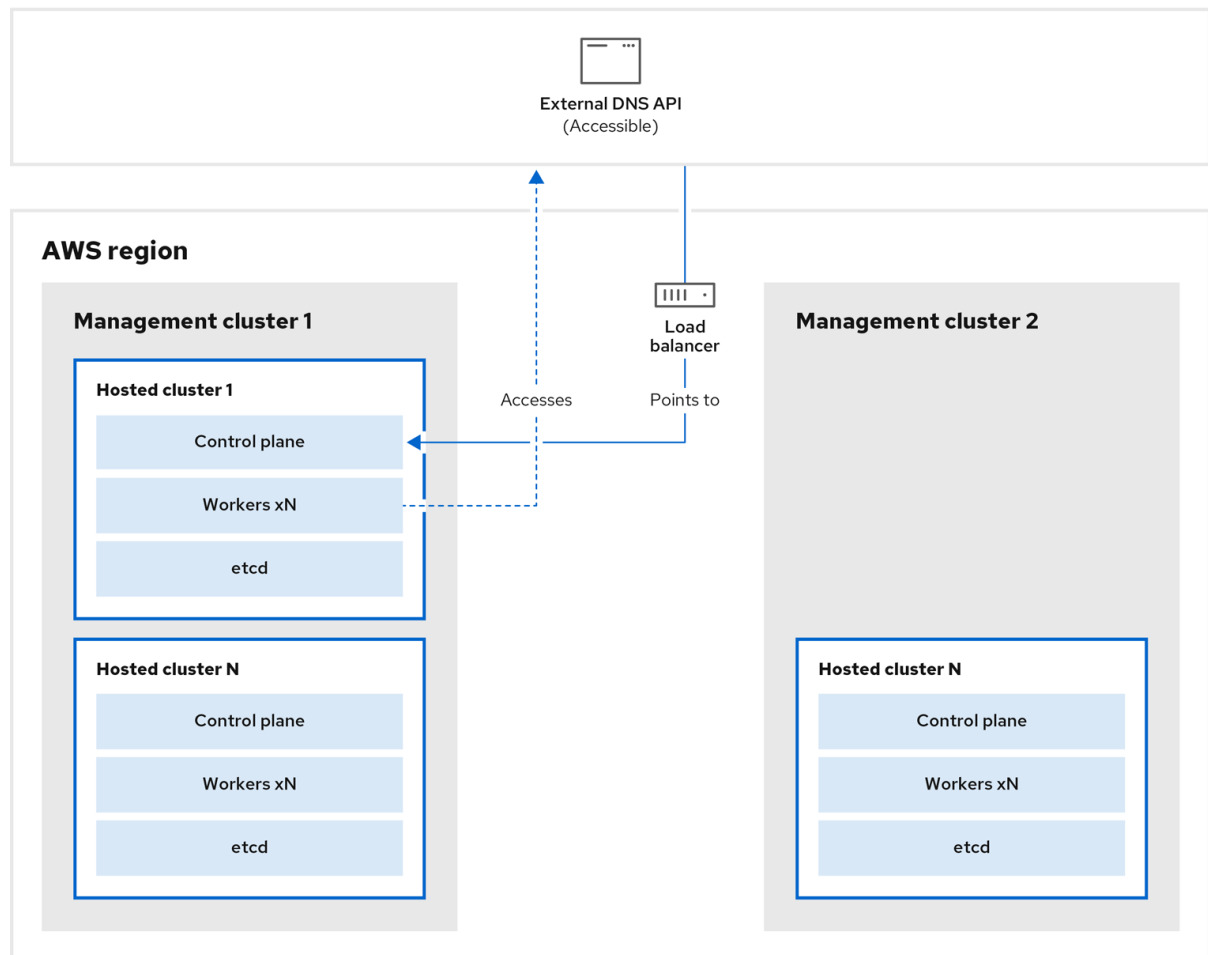 External DNS API
(Accessible)
AWS region
Management cluster 1
Hosted cluster 1
Control plane
Workers xN
etcd
Hosted cluster N
Control plane
Workers xN
etcd
Accesses
Load
balancer
Points to
Management cluster 2
Hosted cluster N
Control plane
Workers xN
etcd